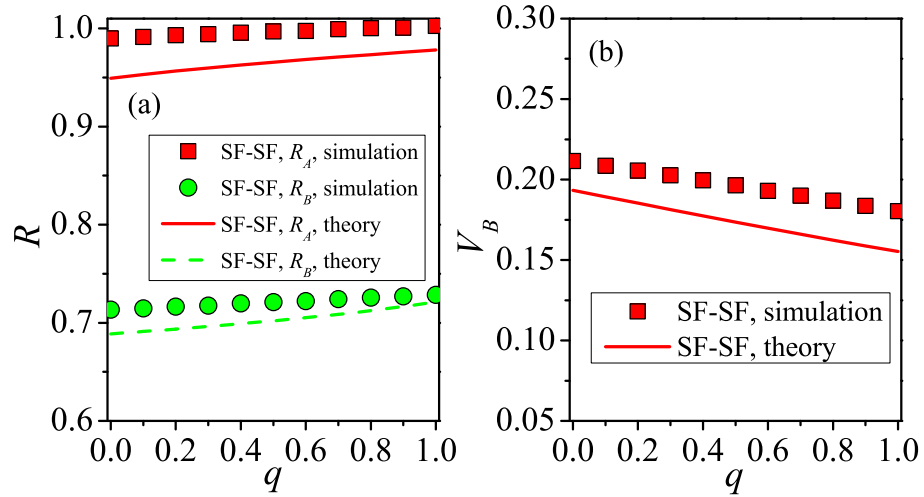 (a)
1.0
0.9
0.8
0.7
0.6
R
SF-SF, R_A, simulation
SF-SF, R_B, simulation
SF-SF, R_A, theory
SF-SF, R_B, theory
0.0 0.2 0.4 0.6 0.8 1.0
q
(b)
0.30
0.25
0.20
0.15
0.10
0.05
V_B
SF-SF, simulation
SF-SF, theory
0.0 0.2 0.4 0.6 0.8 1.0
q